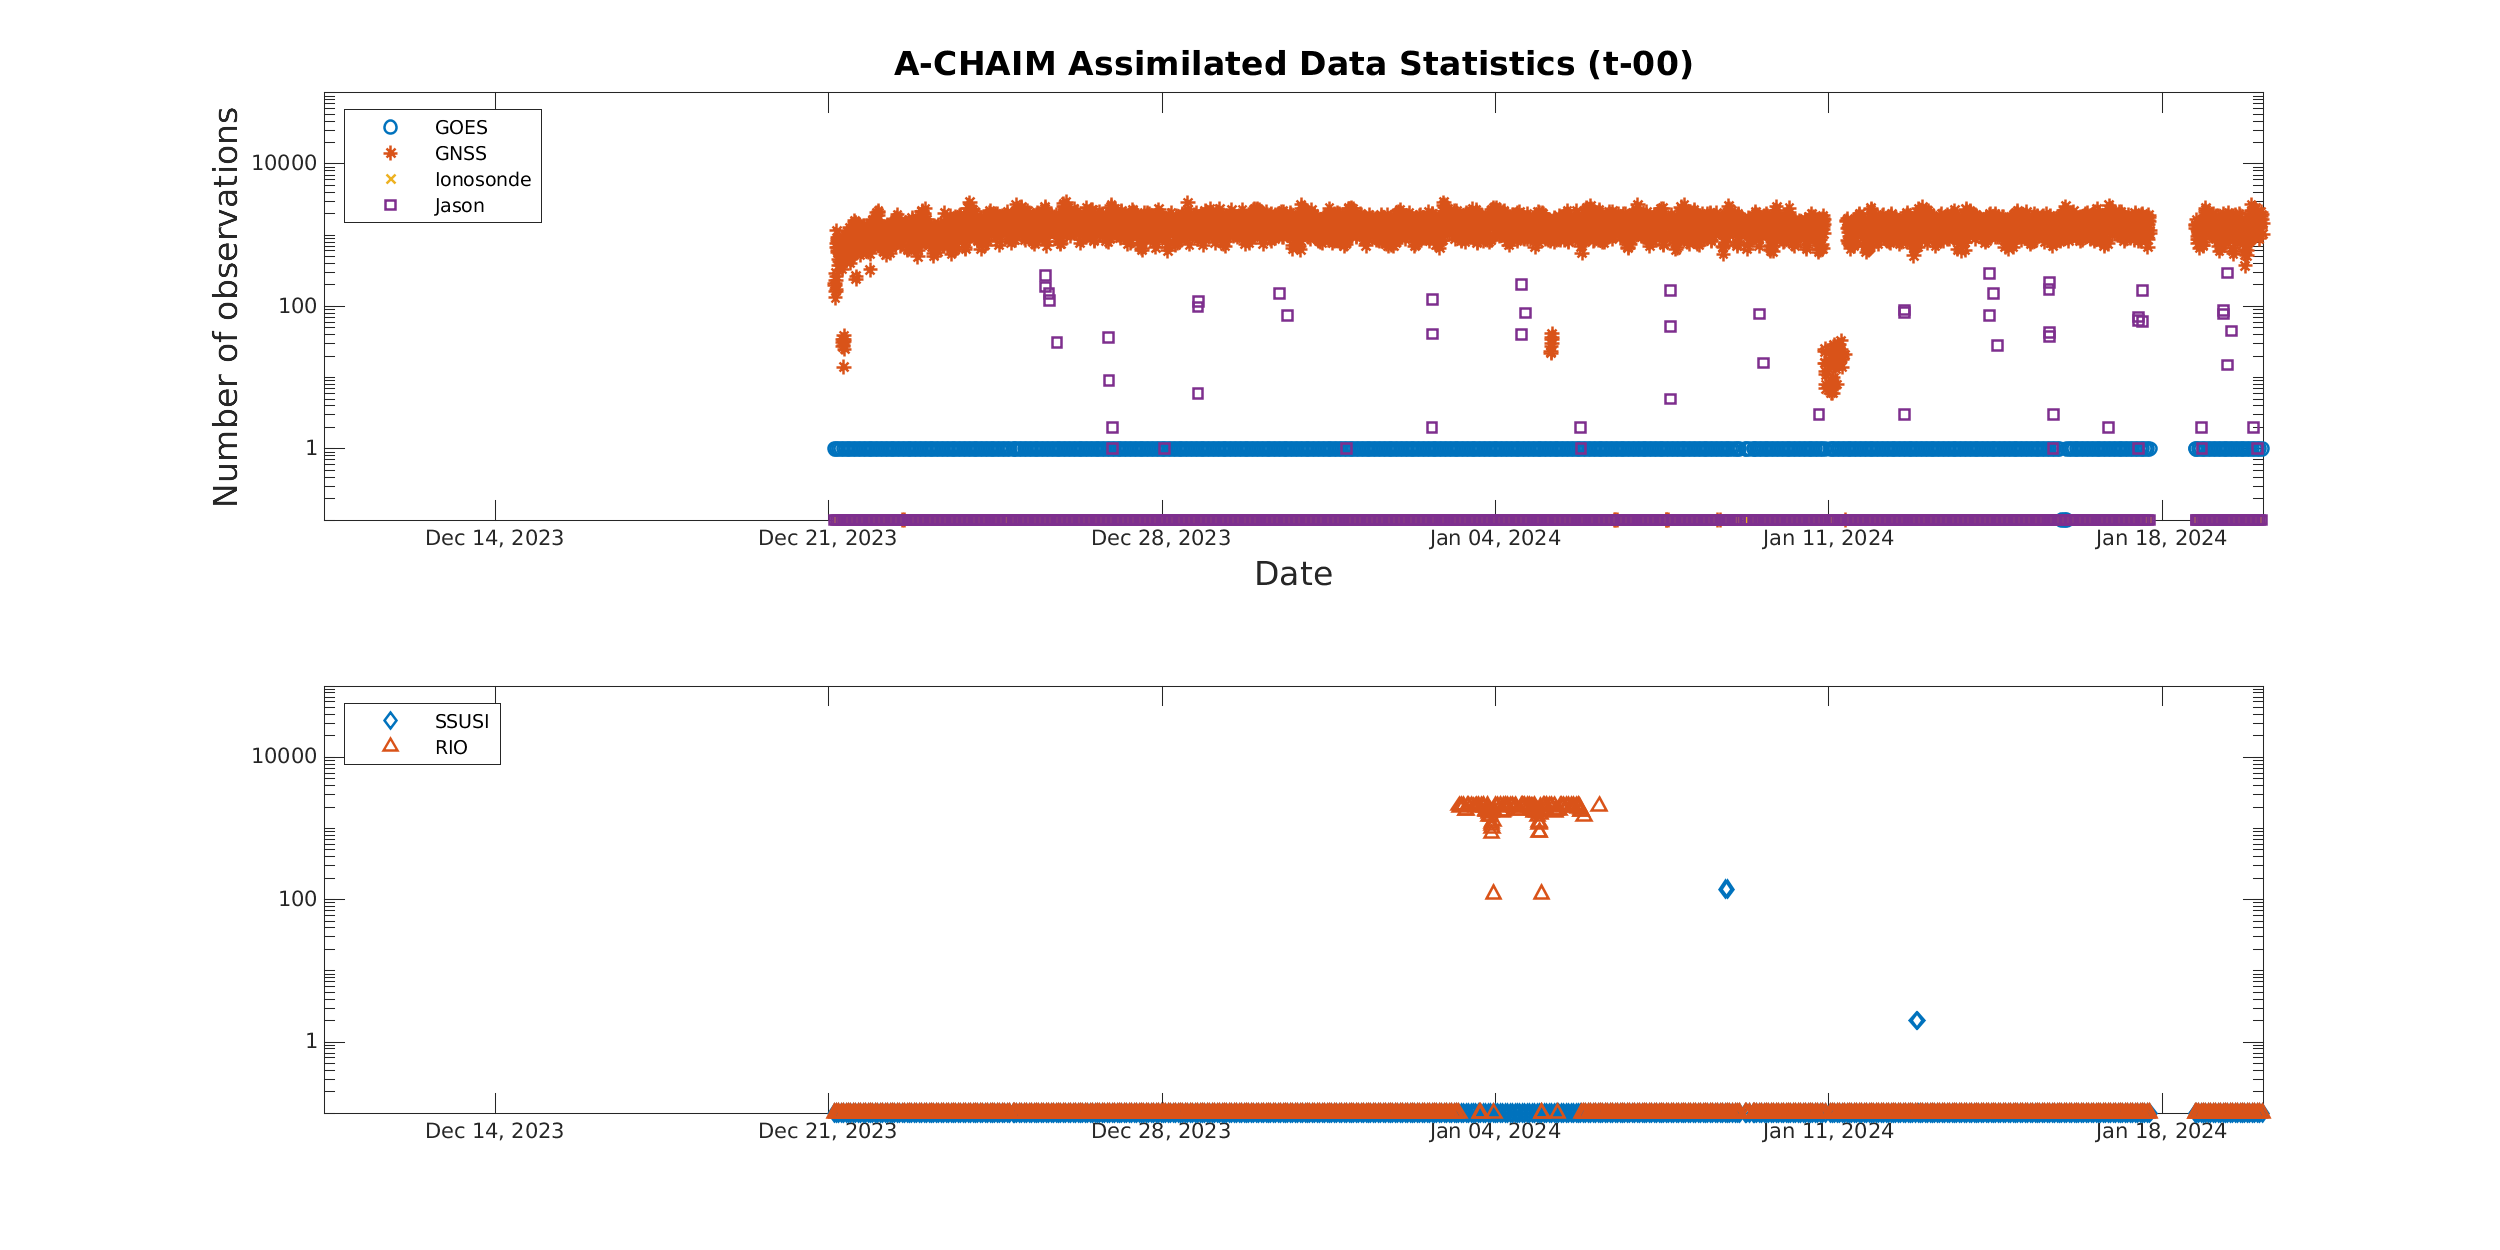 A-CHAIM Assimilated Data Statistics (t-00)
Number of observations
GOES
GNSS
Ionosonde
Jason
10000
100
1
Dec 14, 2023 Dec 21, 2023 Dec 28, 2023 Jan 04, 2024 Jan 11, 2024 Jan 18, 2024
Date
SSUSI
RIO
10000
100
1
Dec 14, 2023 Dec 21, 2023 Dec 28, 2023 Jan 04, 2024 Jan 11, 2024 Jan 18, 2024